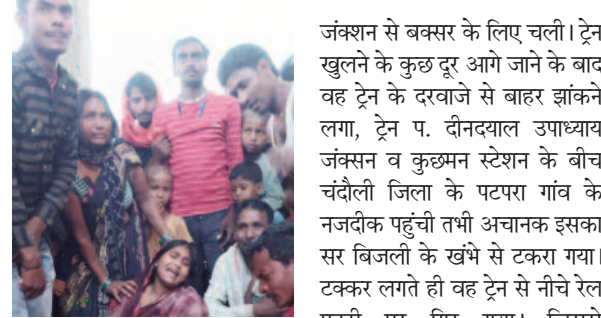 जंक्शन से बक्सर के लिए चली। ट्रेन
खुलने के कुछ दूर आगे जाने के बाद
वह ट्रेन के दरवाजे से बाहर झांकने
लगा, ट्रेन प. दीनदयाल उपाध्याय
जंक्सन व कुछमन स्टेशन के बीच
चंदौली जिला के पटपरा गांव के
नजदीक पहुंची तभी अचानक इसका
सर बिजली के खंभे से टकरा गया।
टक्कर लगते ही वह ट्रेन से नीचे रेल